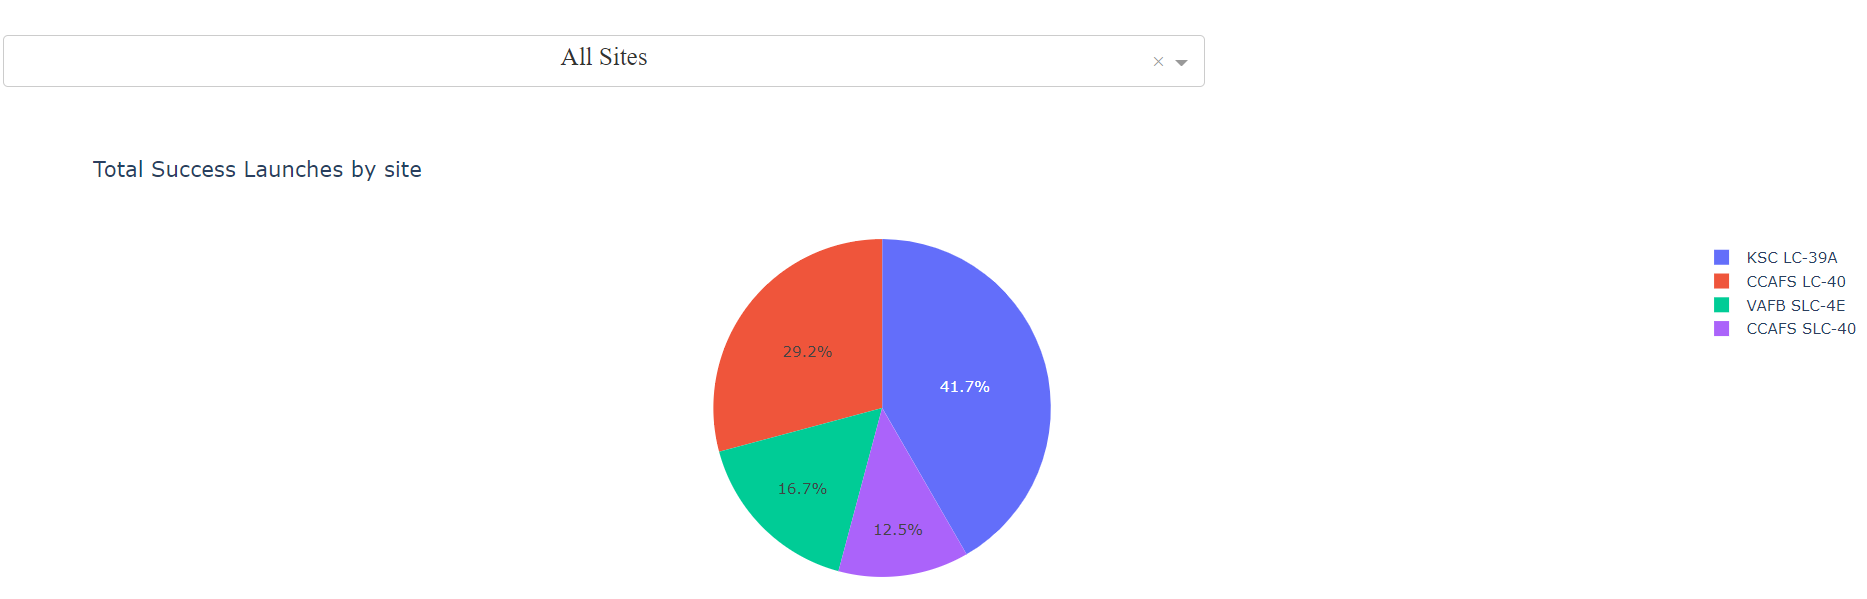 All Sites
×
Total Success Launches by site
KSC LC-39A
CCAFS LC-40
VAFB SLC-4E
CCAFS SLC-40
29.2%
41.7%
16.7%
12.5%